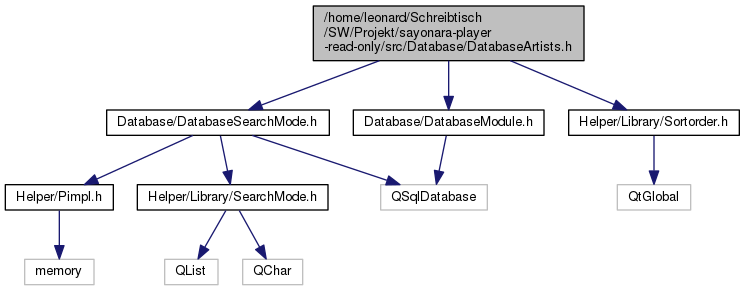 /home/leonard/Schreibtisch
/SW/Projekt/sayonara-player
-read-only/src/Database/DatabaseArtists.h
Database/DatabaseSearchMode.h
Database/DatabaseModule.h
Helper/Library/Sortorder.h
Helper/Pimpl.h
Helper/Library/SearchMode.h
QSqlDatabase
QtGlobal
memory
QList
QChar